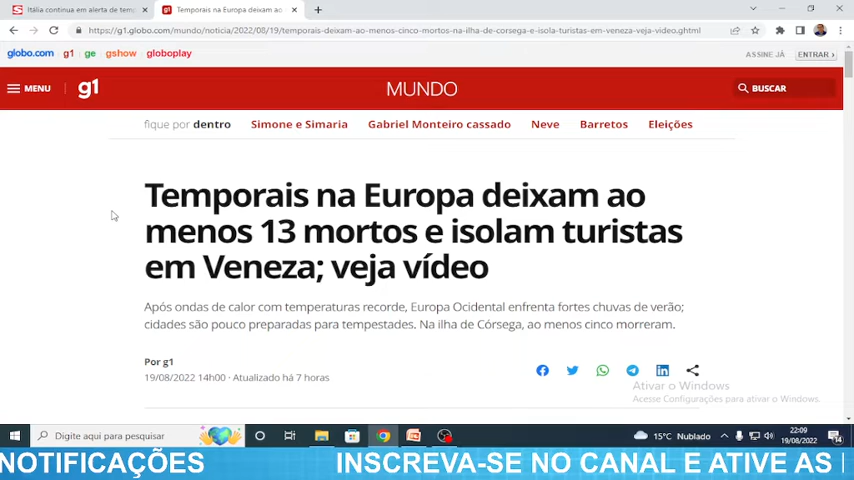 Itália continua em alerta de temp
Temporais na Europa deixam ao
https://g1.globo.com/mundo/noticia/2022/08/19/temporais-deixam-ao-menos-cinco-mortos-na-ilha-de-corsega-e-isola-turistas-em-veneza-veja-video.ghtml
globo.com g1 ge gshow globoplay
ASSINE JÁ ENTRAR ›
MENU g1 MUNDO BUSCAR
fique por dentro Simone e Simaria Gabriel Monteiro cassado Neve Barretos Eleições
Temporais na Europa deixam ao
menos 13 mortos e isolam turistas
em Veneza; veja vídeo
Após ondas de calor com temperaturas recorde, Europa Ocidental enfrenta fortes chuvas de verão;
cidades são pouco preparadas para tempestades. Na ilha de Córsega, ao menos cinco morreram.
Por g1
19/08/2022 14h00 · Atualizado há 7 horas
Ativar o Windows
Acesse Configurações para ativar o Windows.
Digite aqui para pesquisar
15°C Nublado
22:09
19/08/2022
14
NOTIFICAÇÕES INSCREVA-SE NO CANAL E ATIVE AS